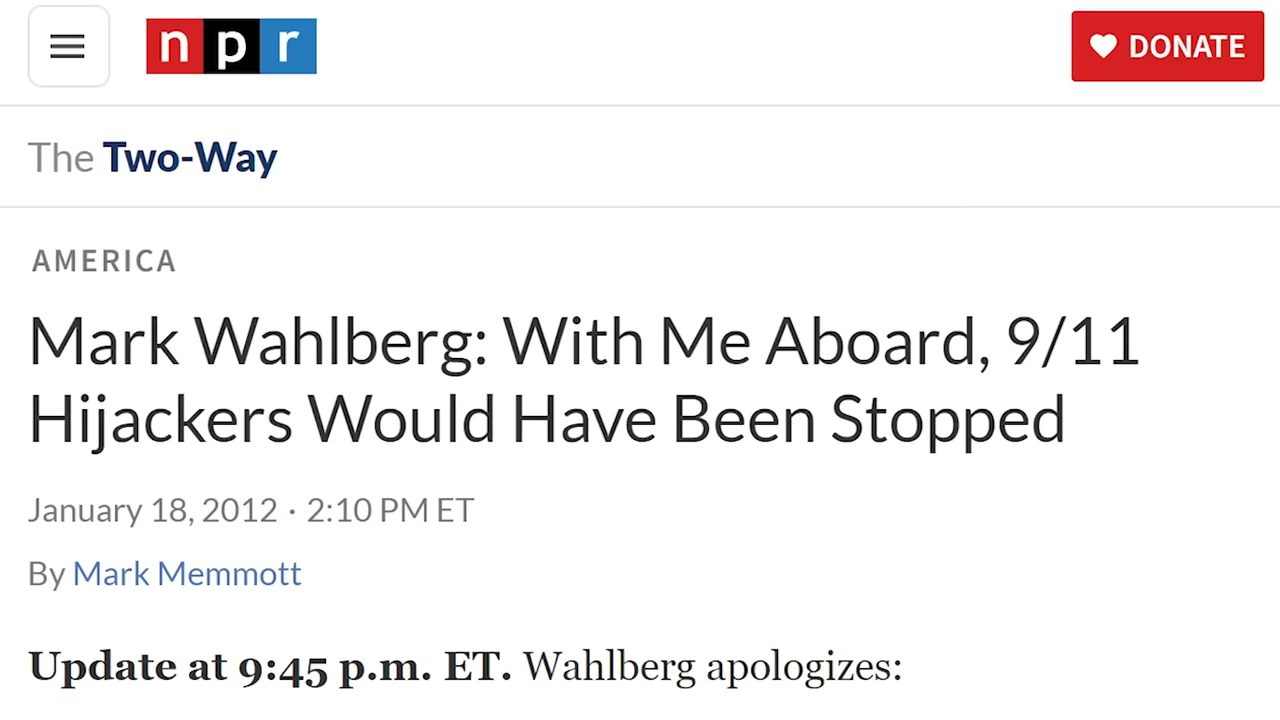 npr
DONATE
The Two-Way
AMERICA
Mark Wahlberg: With Me Aboard, 9/11
Hijackers Would Have Been Stopped
January 18, 2012 · 2:10 PM ET
By Mark Memmott
Update at 9:45 p.m. ET. Wahlberg apologizes: